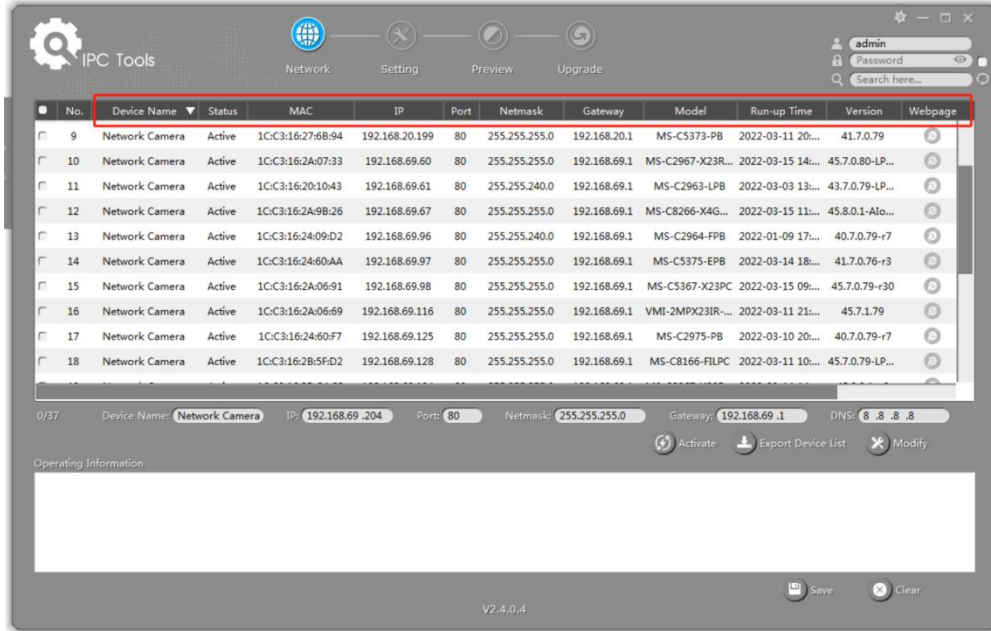 IPC Tools
Network Setting Preview Upgrade
admin
Password
Search here...
No. Device Name ▼ Status MAC IP Port Netmask Gateway Model Run-up Time Version Webpage
9 Network Camera Active 1C:C3:16:27:6B:94 192.168.20.199 80 255.255.255.0 192.168.20.1 MS-C5373-PB 2022-03-11 20:... 41.7.0.79
10 Network Camera Active 1C:C3:16:2A:07:33 192.168.69.60 80 255.255.255.0 192.168.69.1 MS-C2967-X23R... 2022-03-15 14:... 45.7.0.80-LP...
11 Network Camera Active 1C:C3:16:20:10:43 192.168.69.61 80 255.255.240.0 192.168.69.1 MS-C2963-LPB 2022-03-03 13:... 43.7.0.79-LP...
12 Network Camera Active 1C:C3:16:2A:9B:26 192.168.69.67 80 255.255.255.0 192.168.69.1 MS-C8266-X4G... 2022-03-15 11:... 45.8.0.1-AIo...
13 Network Camera Active 1C:C3:16:24:09:D2 192.168.69.96 80 255.255.240.0 192.168.69.1 MS-C2964-FPB 2022-01-09 17:... 40.7.0.79-r7
14 Network Camera Active 1C:C3:16:24:60:AA 192.168.69.97 80 255.255.255.0 192.168.69.1 MS-C5375-EPB 2022-03-14 18:... 41.7.0.76-r3
15 Network Camera Active 1C:C3:16:2A:06:91 192.168.69.98 80 255.255.255.0 192.168.69.1 MS-C5367-X23PC 2022-03-15 09:... 45.7.0.79-r30
16 Network Camera Active 1C:C3:16:2A:06:69 192.168.69.116 80 255.255.255.0 192.168.69.1 VMI-2MPX23IR-... 2022-03-11 21:... 45.7.1.79
17 Network Camera Active 1C:C3:16:24:60:F7 192.168.69.125 80 255.255.255.0 192.168.69.1 MS-C2975-PB 2022-03-10 20:... 40.7.0.79-r7
18 Network Camera Active 1C:C3:16:2B:5F:D2 192.168.69.128 80 255.255.255.0 192.168.69.1 MS-C8166-FILPC 2022-03-11 10:... 45.7.0.79-LP...
0/37 Device Name: Network Camera IP: 192.168.69 .204 Port: 80 Netmask: 255.255.255.0 Gateway: 192.168.69 .1 DNS: 8 .8 .8 .8
Activate Export Device List Modify
Operating Information
Save Clear
V2.4.0.4